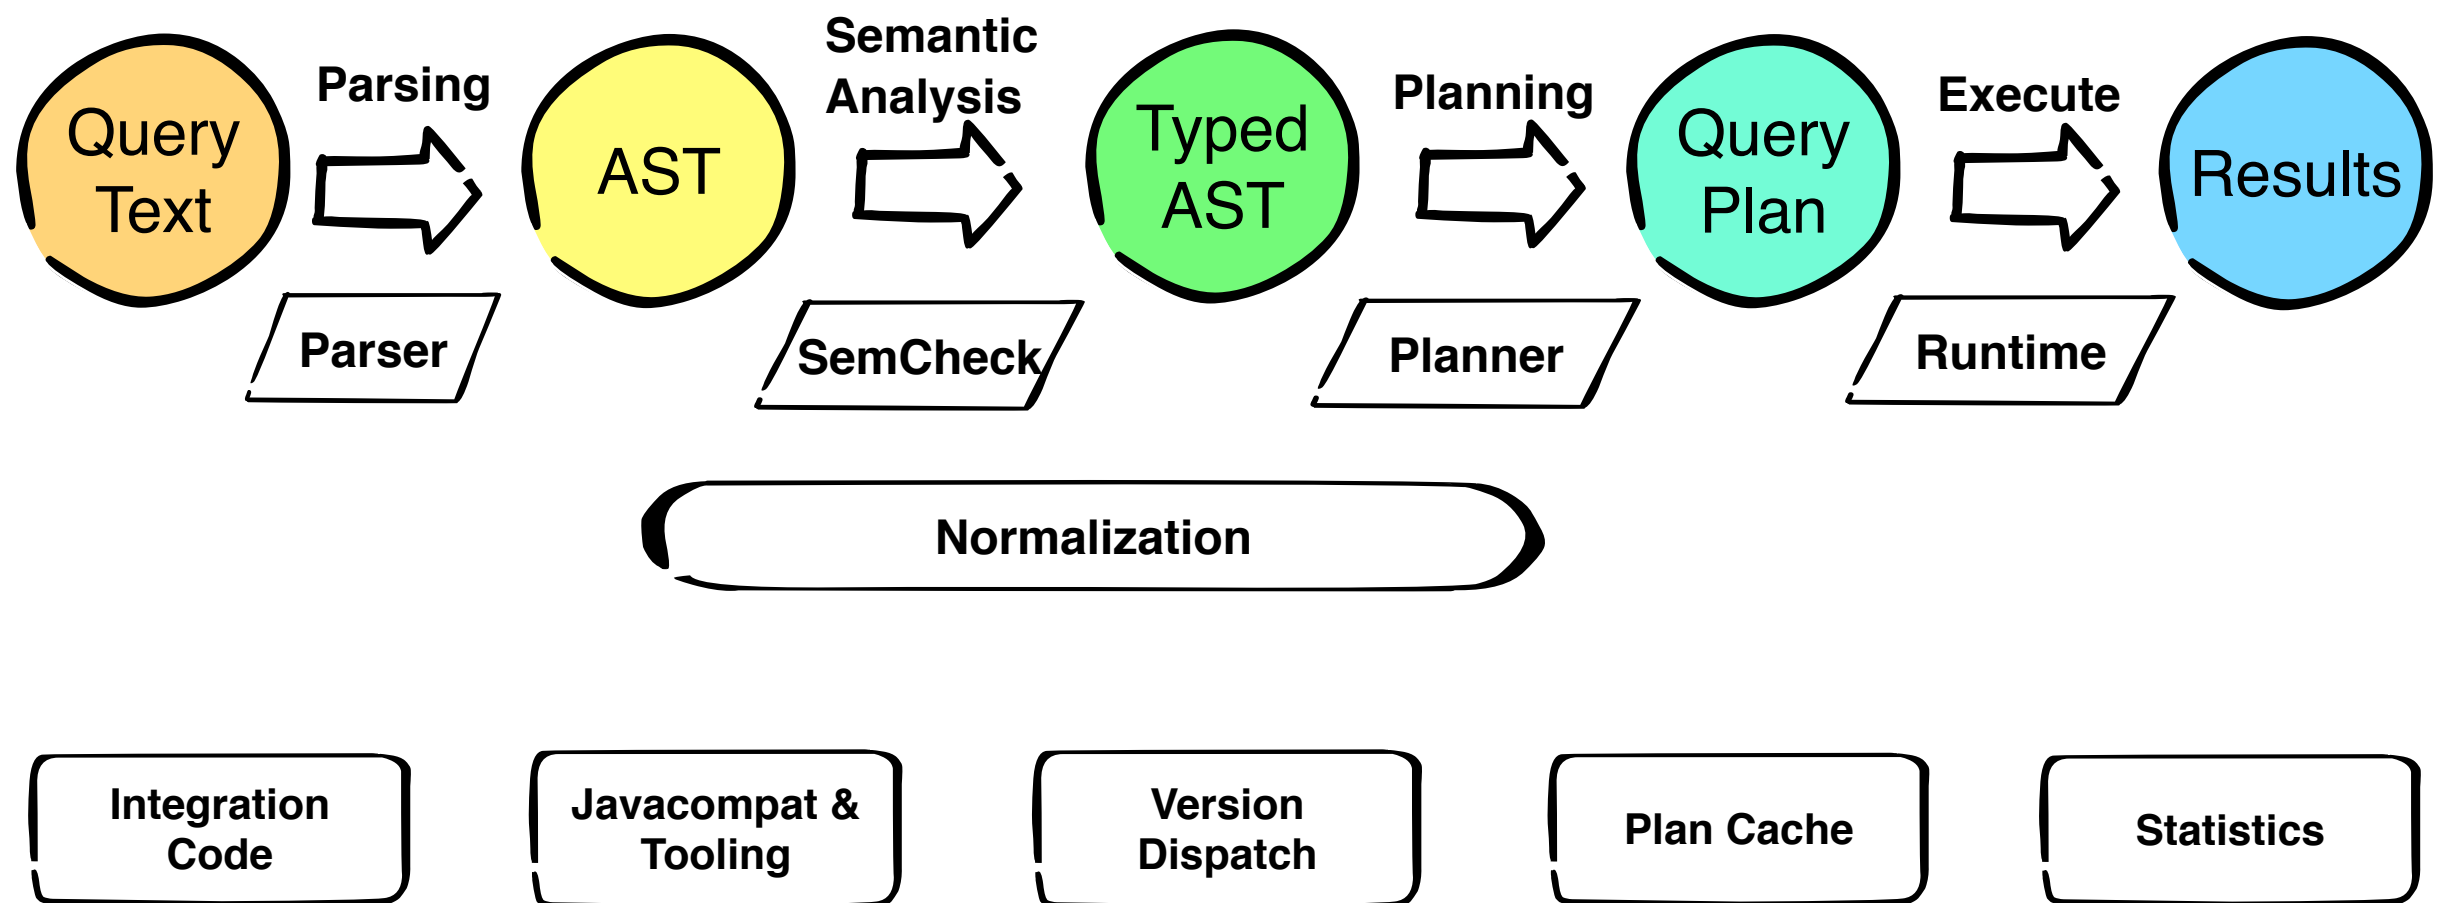 Query
Text
Parsing
AST
Semantic
Analysis
Typed
AST
Planning
Query
Plan
Execute
Results
Parser
SemCheck
Planner
Runtime
Normalization
Integration
Code
Javacompat &
Tooling
Version
Dispatch
Plan Cache
Statistics